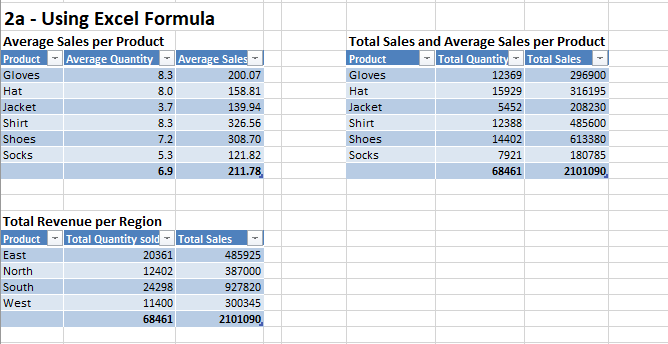 2a - Using Excel Formula
Average Sales per Product
Product Average Quantity Average Sales
Gloves 8.3 200.07
Hat 8.0 158.81
Jacket 3.7 139.94
Shirt 8.3 326.56
Shoes 7.2 308.70
Socks 5.3 121.82
6.9 211.78
Total Sales and Average Sales per Product
Product Total Quantity Total Sales
Gloves 12369 296900
Hat 15929 316195
Jacket 5452 208230
Shirt 12388 485600
Shoes 14402 613380
Socks 7921 180785
68461 2101090
Total Revenue per Region
Product Total Quantity sold Total Sales
East 20361 485925
North 12402 387000
South 24298 927820
West 11400 300345
68461 2101090